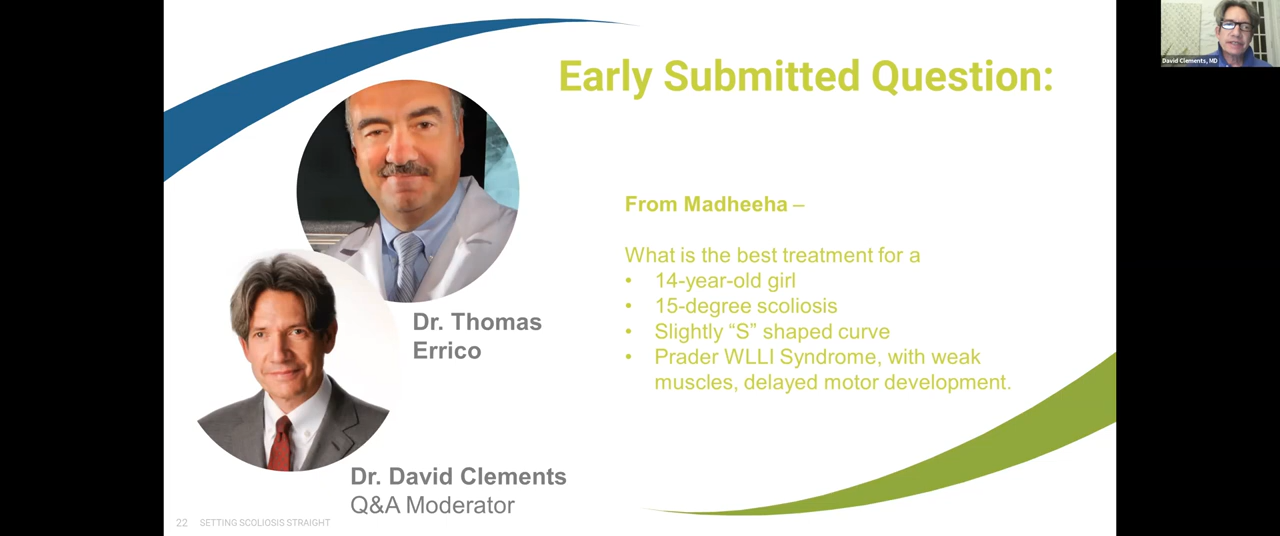 Early Submitted Question:
David Clements, MD
From Madheeha –
What is the best treatment for a
• 14-year-old girl
• 15-degree scoliosis
• Slightly “S” shaped curve
• Prader WLLI Syndrome, with weak
muscles, delayed motor development.
Dr. Thomas
Errico
Dr. David Clements
Q&A Moderator
22 SETTING SCOLIOSIS STRAIGHT